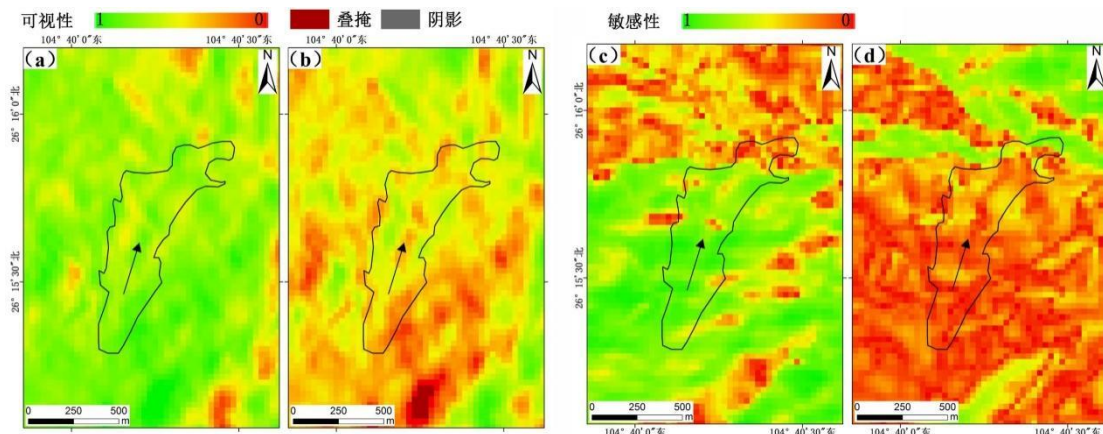 可视性 1 0 叠掩 阴影 敏感性 1 0
104° 40′ 0″东 104° 40′ 30″东 104° 40′ 0″东 104° 40′ 30″东
(a) N (b) N (c) N (d) N
26° 16′ 0″北 26° 16′ 0″北
26° 15′ 30″北 26° 15′ 30″北
0 250 500 m 0 250 500 m 0 250 500 m 0 250 500 m
104° 40′ 0″东 104° 40′ 30″东 104° 40′ 0″东 104° 40′ 30″东